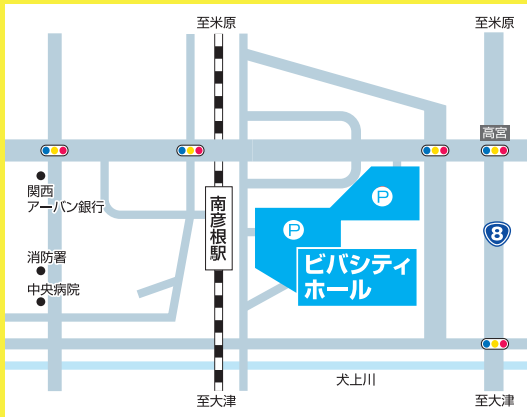 至米原
至米原
高宮
関西
アーバン銀行
南彦根駅
P
P
8
消防署
ビバシティ
ホール
中央病院
犬上川
至大津
至大津